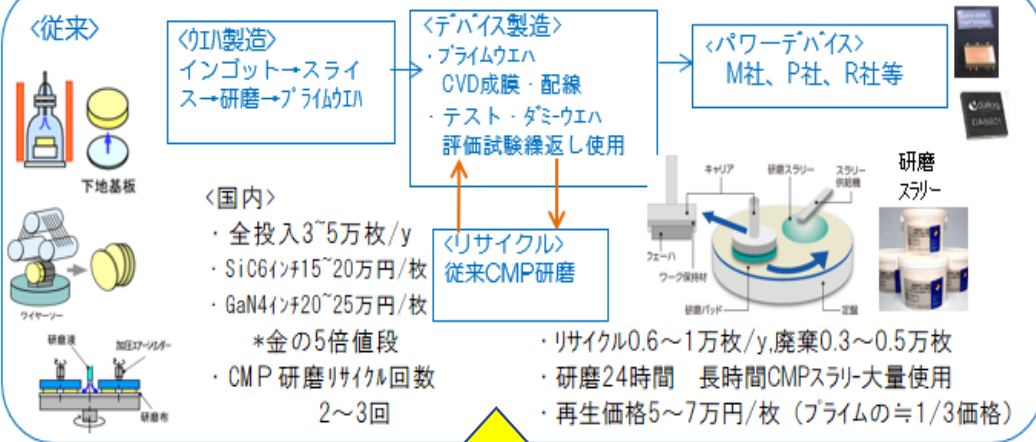 〈従来〉
〈ウエハ製造〉
インゴット→スライ
ス→研磨→プライムウエハ
〈デバイス製造〉
・プライムウエハ
CVD成膜・配線
・テスト・ダミーウエハ
評価試験繰返し使用
〈パワーデバイス〉
M社、P社、R社等
dialog
下地基板
ワイヤーソー
研磨液
加圧エアーシリンダー
研磨布
〈国内〉
・全投入3~5万枚/y
・SiC6インチ15~20万円/枚
・GaN4インチ20~25万円/枚
*金の5倍値段
・CMP研磨リサイクル回数
2～3回
〈リサイクル〉
従来CMP研磨
キャリア
研磨スラリー
スラリー
供給機
ウェーハ
ワーク保持材
研磨パッド
定盤
研磨
スラリー
・リサイクル0.6～1万枚/y,廃棄0.3～0.5万枚
・研磨24時間　長時間CMPスラリー大量使用
・再生価格5～7万円/枚（プライムの≒1/3価格）